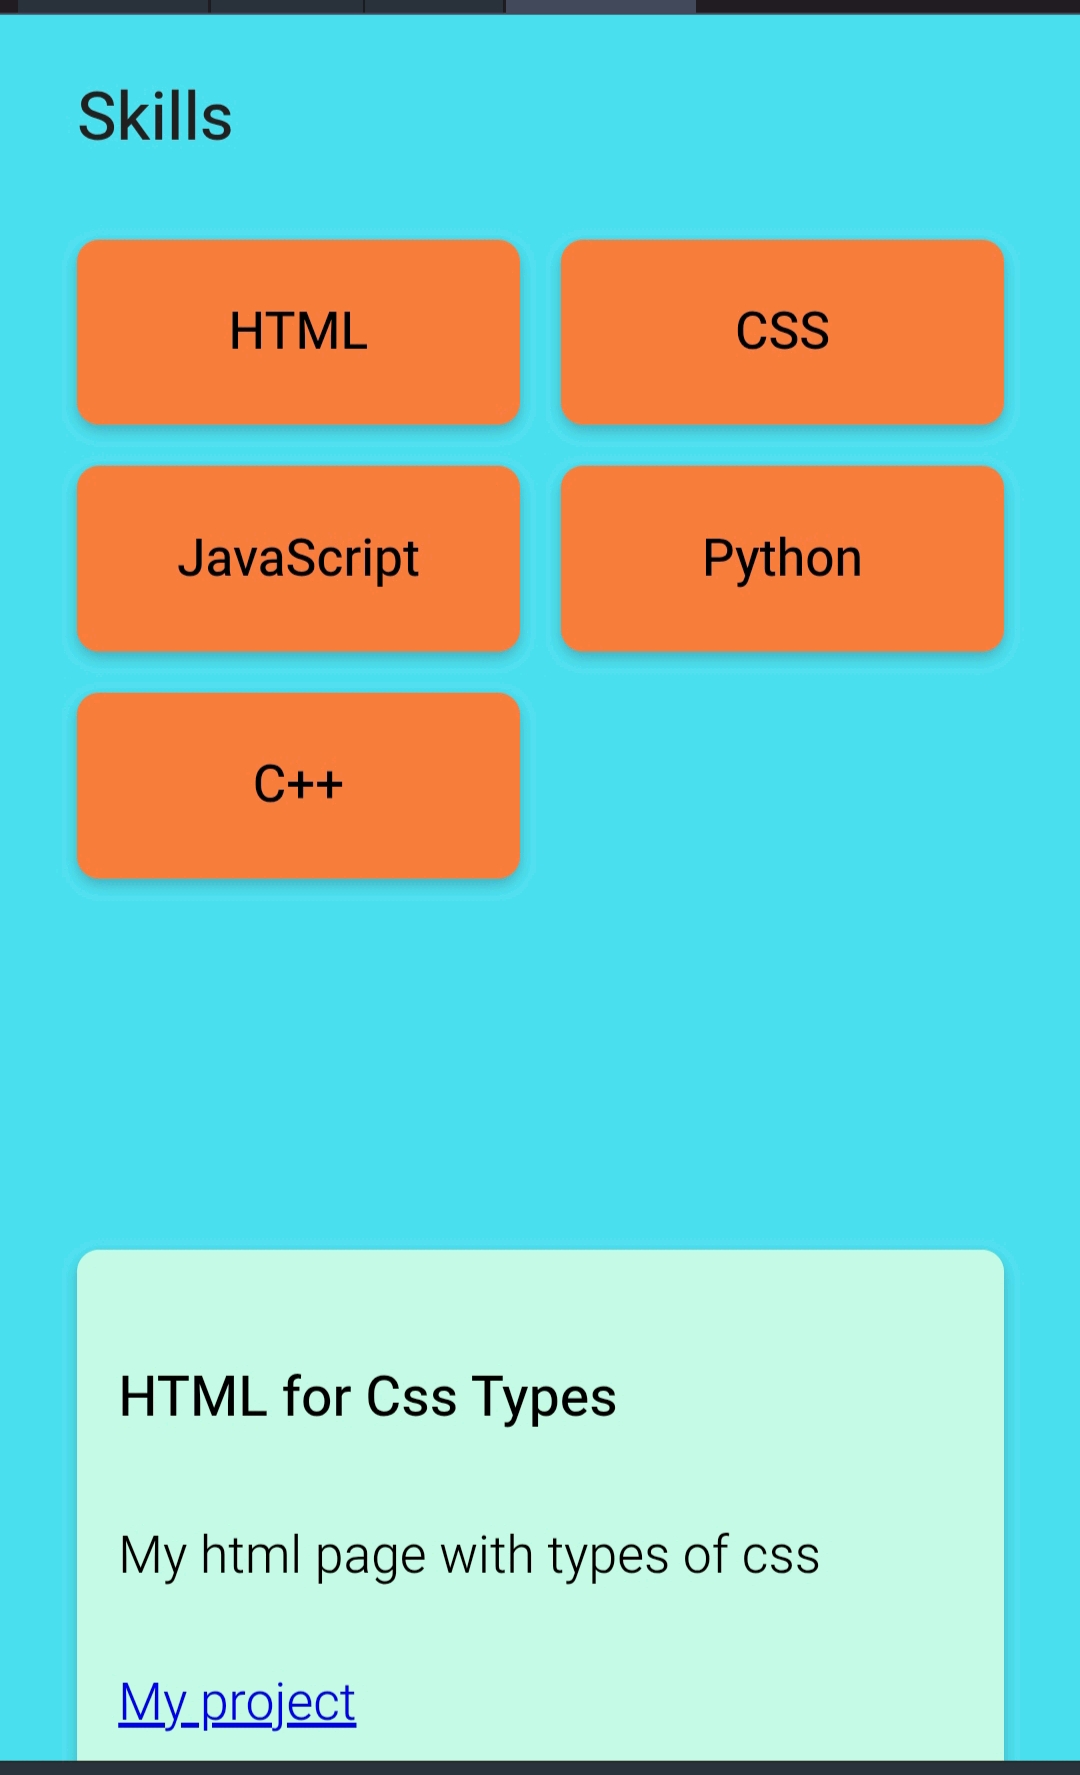 Skills
HTML
CSS
JavaScript
Python
C++
HTML for Css Types
My html page with types of css
My project